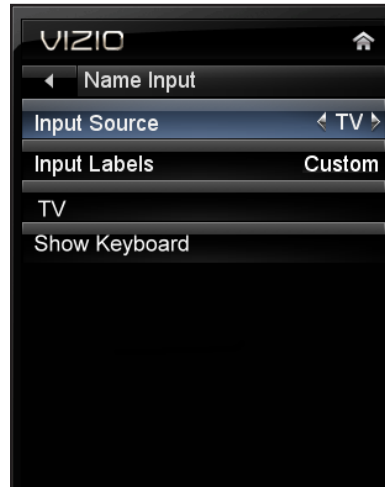 VIZIO
Name Input
Input Source TV
Input Labels Custom
TV
Show Keyboard